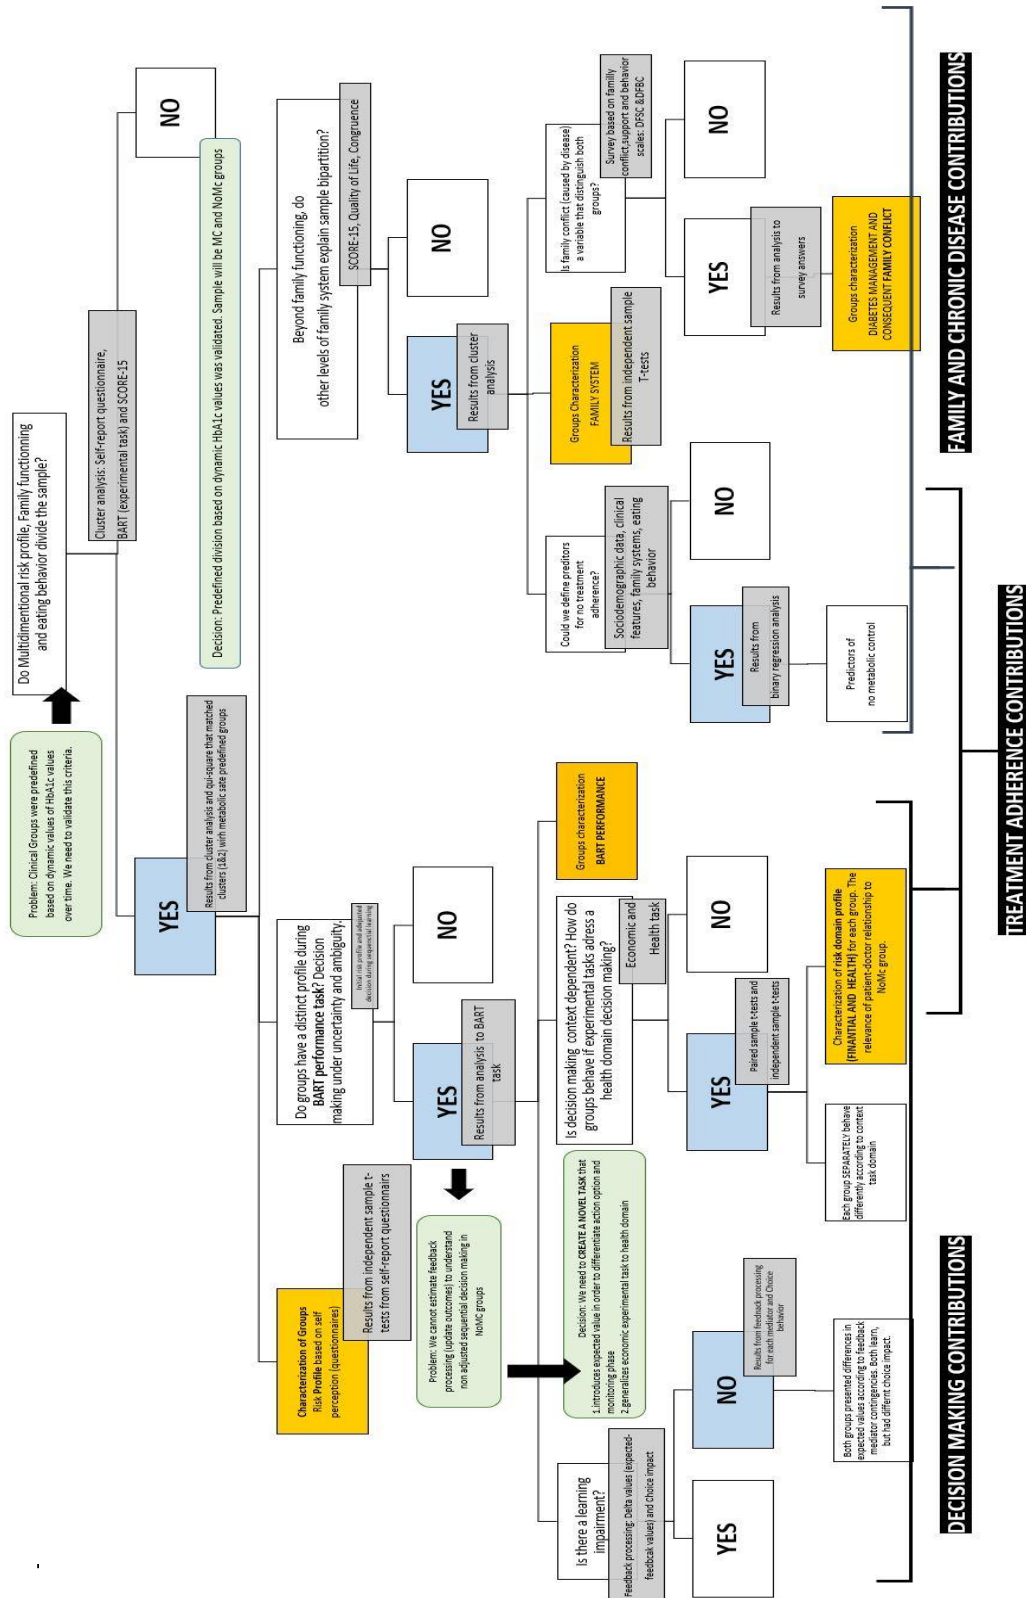 Problem: Clinical Groups were predefined
based on dynamic values of HbA1c values
over time. We need to validate this criteria.
Do Multidimentional risk profile, Family functionning
and eating behavior divide the sample?
Cluster analysis: Self-report questionnaire,
BART (experimental task) and SCORE-15
YES
NO
Results from cluster analysis and qui-square that matched
clusters (1&2) wirh metabolic sate predefined groups
Decision: Predefined division based on dynamic HbA1c values was validated. Sample will be MC and NoMc groups
Characterization of Groups
Risk Profile based on self
perception (questionnaires)
Results from independent sample t-
tests from self-report questionnairs
Do groups have a distinct profile during
BART performance task? Decision
making under uncertainty and ambiguity.
Initial risk profile and adejusted
decision during sequenctial learning
Beyond family functioning, do
other levels of family system explain sample bipartition?
SCORE-15, Quality of Life, Congruence
YES
Results from analysis to BART
task
NO
YES
Results from cluster
analysis
NO
Problem: We cannot estimate feedback
processing (update outcomes) to understand
non adjusted sequential decision making in
NoMC groups
Decision: We need to CREATE A NOVEL TASK that
1.introduces expected value in order to differentiate action option and
monitoring phase
2.generalizes economic experimental task to health domain
Is there a learning
impairment?
Feedback processing: Delta values (expected-
feedbcak values) and Choice impact
Is decision making context dependent? How do
groups behave if experimental tasks adress a
health domain decision making?
Economic and
Health task
Groups characterization
BART PERFORMANCE
Could we define preditors
for no treatment
adherence?
Sociodemographic data, clinical
features, family systems, eating
behavior
Groups Characterization
FAMILY SYSTEM
Results from independent sample
T-tests
Is family conflict (caused by disease)
a variable that distinguish both
groups?
Survey based on familly
conflict,support and behavior
scales: DFSC &DFBC
YES
NO
Results from feednack processing
for each mediator and Choice
behavior
YES
Paired sample t-tests and
independent sample t-tests
NO
YES
Results from
binary regression analysis
NO
YES
Results from analysis to
survey answers
NO
Both groups presented differences in
expected values according to feedback
mediator contingencies. Both learn,
but had differnt choice impact.
Each group SEPARATELY behave
differently according to context
task domain
Characterization of risk domain profile
(FINANTIAL AND HEALTH) for each group. The
relevance of patient-doctor relationship to
NoMc group.
Predictors of
no metabolic control
Groups characterization
DIABETES MANAGEMENT AND
CONSEQUENT FAMILY CONFLICT
DECISION MAKING CONTRIBUTIONS
TREATMENT ADHERENCE CONTRIBUTIONS
FAMILY AND CHRONIC DISEASE CONTRIBUTIONS